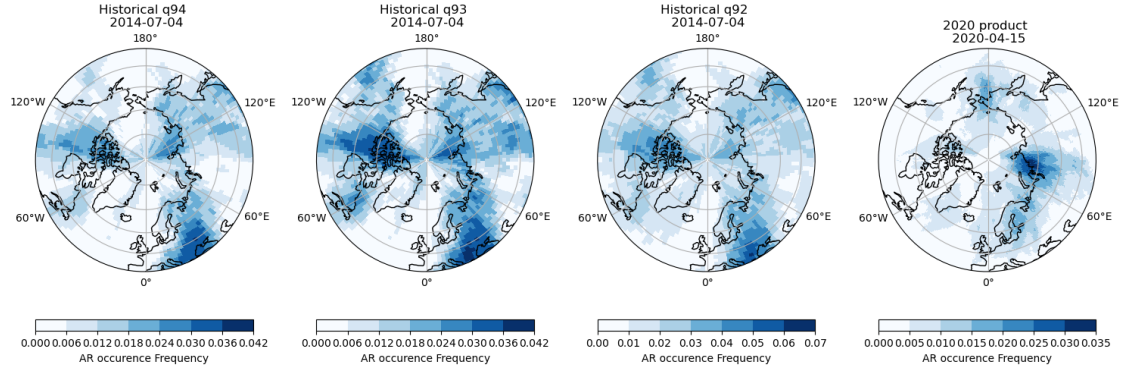 Historical q94
2014-07-04
180°
120°W
120°E
60°W
60°E
0°
0.000 0.006 0.012 0.018 0.024 0.030 0.036 0.042
AR occurence Frequency
Historical q93
2014-07-04
180°
120°W
120°E
60°W
60°E
0°
0.000 0.006 0.012 0.018 0.024 0.030 0.036 0.042
AR occurence Frequency
Historical q92
2014-07-04
180°
120°W
120°E
60°W
60°E
0°
0.00 0.01 0.02 0.03 0.04 0.05 0.06 0.07
AR occurence Frequency
2020 product
2020-04-15
180°
120°W
120°E
60°W
60°E
0°
0.000 0.005 0.010 0.015 0.020 0.025 0.030 0.035
AR occurence Frequency